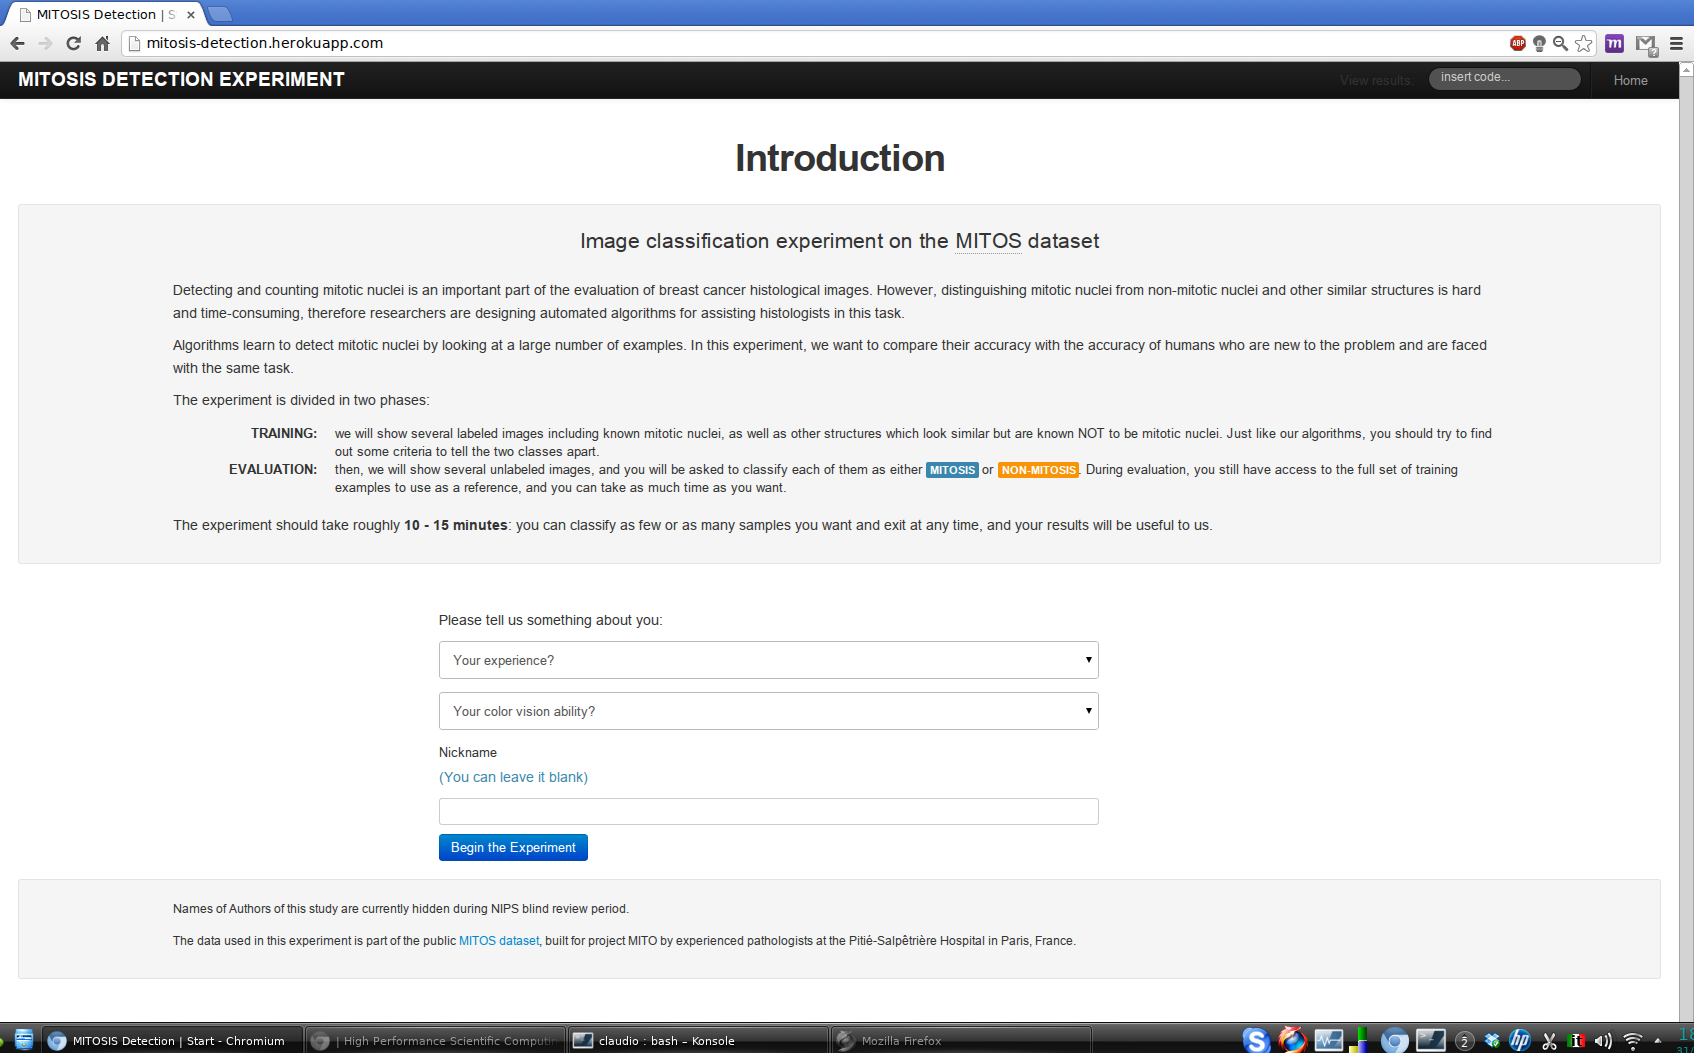 MITOSIS Detection | S
mitosis-detection.herokuapp.com
ABP
m
MITOSIS DETECTION EXPERIMENT
View results:
insert code...
Home
Introduction
Image classification experiment on the MITOS dataset
Detecting and counting mitotic nuclei is an important part of the evaluation of breast cancer histological images. However, distinguishing mitotic nuclei from non-mitotic nuclei and other similar structures is hard
and time-consuming, therefore researchers are designing automated algorithms for assisting histologists in this task.
Algorithms learn to detect mitotic nuclei by looking at a large number of examples. In this experiment, we want to compare their accuracy with the accuracy of humans who are new to the problem and are faced
with the same task.
The experiment is divided in two phases:
TRAINING: we will show several labeled images including known mitotic nuclei, as well as other structures which look similar but are known NOT to be mitotic nuclei. Just like our algorithms, you should try to find
out some criteria to tell the two classes apart.
EVALUATION: then, we will show several unlabeled images, and you will be asked to classify each of them as either MITOSIS or NON-MITOSIS. During evaluation, you still have access to the full set of training
examples to use as a reference, and you can take as much time as you want.
The experiment should take roughly 10 - 15 minutes: you can classify as few or as many samples you want and exit at any time, and your results will be useful to us.
Please tell us something about you:
Your experience?
Your color vision ability?
Nickname
(You can leave it blank)
Begin the Experiment
Names of Authors of this study are currently hidden during NIPS blind review period.
The data used in this experiment is part of the public MITOS dataset, built for project MITO by experienced pathologists at the Pitié-Salpêtrière Hospital in Paris, France.
MITOSIS Detection | Start - Chromium
| High Performance Scientific Computin
claudio : bash – Konsole
Mozilla Firefox
2
hp
18